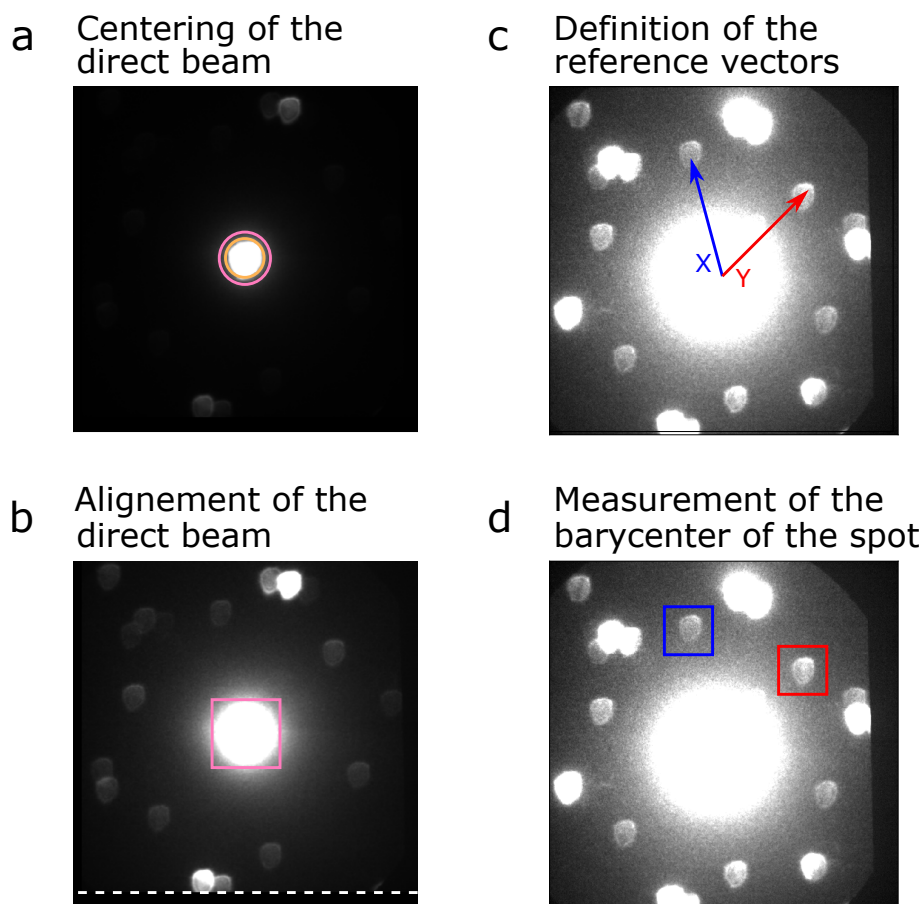 a
Centering of the
direct beam
c
Definition of the
reference vectors
X
Y
b
Alignement of the
direct beam
d
Measurement of the
barycenter of the spot